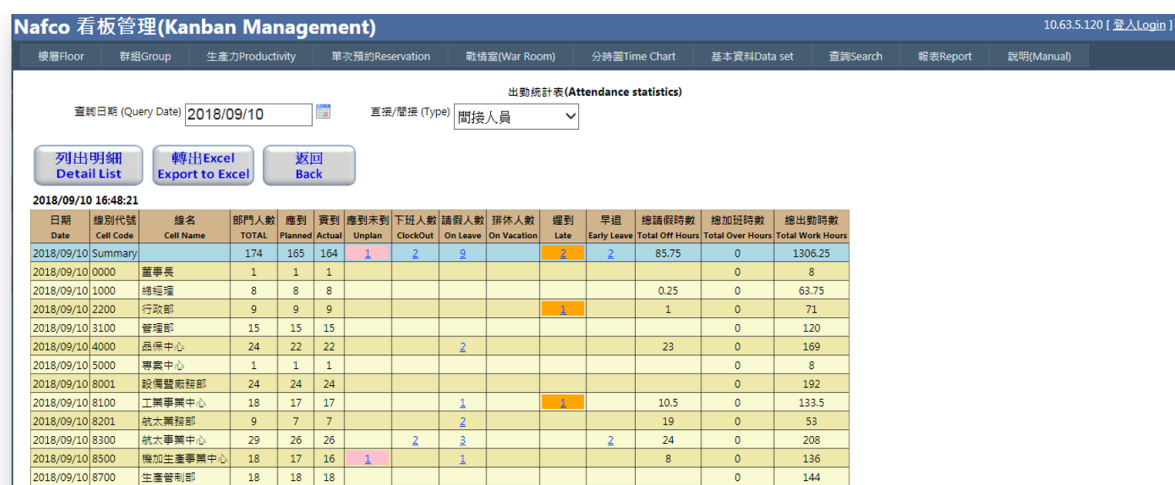 Nafco 看板管理(Kanban Management)
10.63.5.120 [ 登入Login ]
樓層Floor 群組Group 生產力Productivity 單次預約Reservation 戰情室(War Room) 分時圖Time Chart 基本資料Data set 查詢Search 報表Report 說明(Manual)
出勤統計表(Attendance statistics)
查詢日期 (Query Date) 2018/09/10 直接/間接 (Type) 間接人員
列出明細 轉出Excel 返回
Detail List Export to Excel Back
2018/09/10 16:48:21
日期 線別代號 線名 部門人數 應到 實到 應到未到 下班人數 請假人數 排休人數 遲到 早退 總請假時數 總加班時數 總出勤時數
Date Cell Code Cell Name TOTAL Planned Actual Unplan ClockOut On Leave On Vacation Late Early Leave Total Off Hours Total Over Hours Total Work Hours
2018/09/10 Summary 174 165 164 1 2 9 2 2 85.75 0 1306.25
2018/09/10 0000 董事長 1 1 1 0 8
2018/09/10 1000 總經理 8 8 8 0.25 0 63.75
2018/09/10 2200 行政部 9 9 9 1 1 0 71
2018/09/10 3100 管理部 15 15 15 0 120
2018/09/10 4000 品保中心 24 22 22 2 23 0 169
2018/09/10 5000 專案中心 1 1 1 0 8
2018/09/10 8001 設備暨廠務部 24 24 24 0 192
2018/09/10 8100 工業事業中心 18 17 17 1 1 10.5 0 133.5
2018/09/10 8201 航太業務部 9 7 7 2 19 0 53
2018/09/10 8300 航太事業中心 29 26 26 2 3 2 24 0 208
2018/09/10 8500 機加生產事業中心 18 17 16 1 1 8 0 136
2018/09/10 8700 生產管制部 18 18 18 0 144